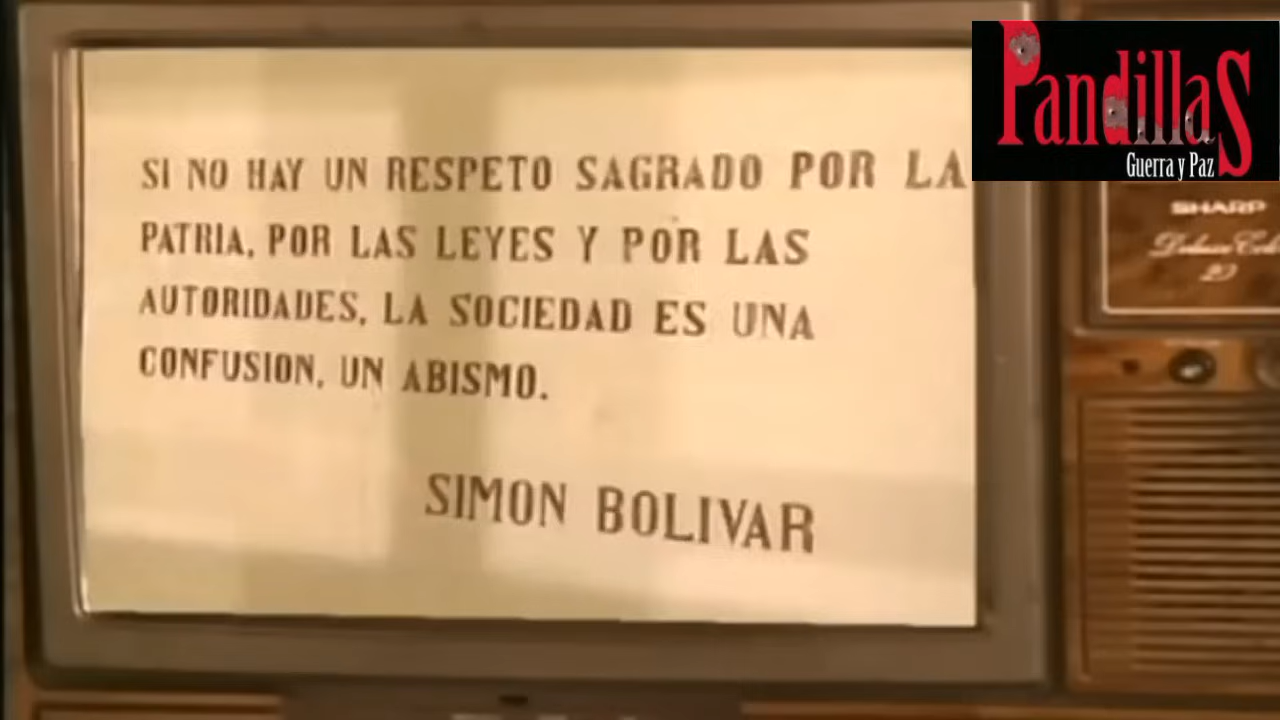 SI NO HAY UN RESPETO SAGRADO POR LA
PATRIA, POR LAS LEYES Y POR LAS
AUTORIDADES, LA SOCIEDAD ES UNA
CONFUSION, UN ABISMO.
SIMON BOLIVAR
PandillaS
Guerra y Paz
SHARP